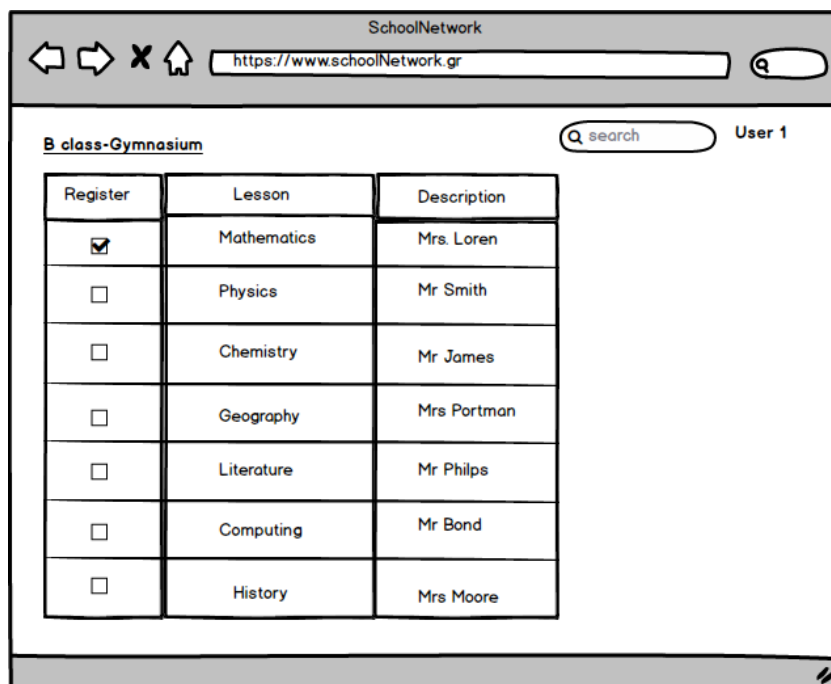 SchoolNetwork
https://www.schoolNetwork.gr
search
User 1
B class-Gymnasium
Register Lesson Description
Mathematics Mrs. Loren
Physics Mr Smith
Chemistry Mr James
Geography Mrs Portman
Literature Mr Philps
Computing Mr Bond
History Mrs Moore